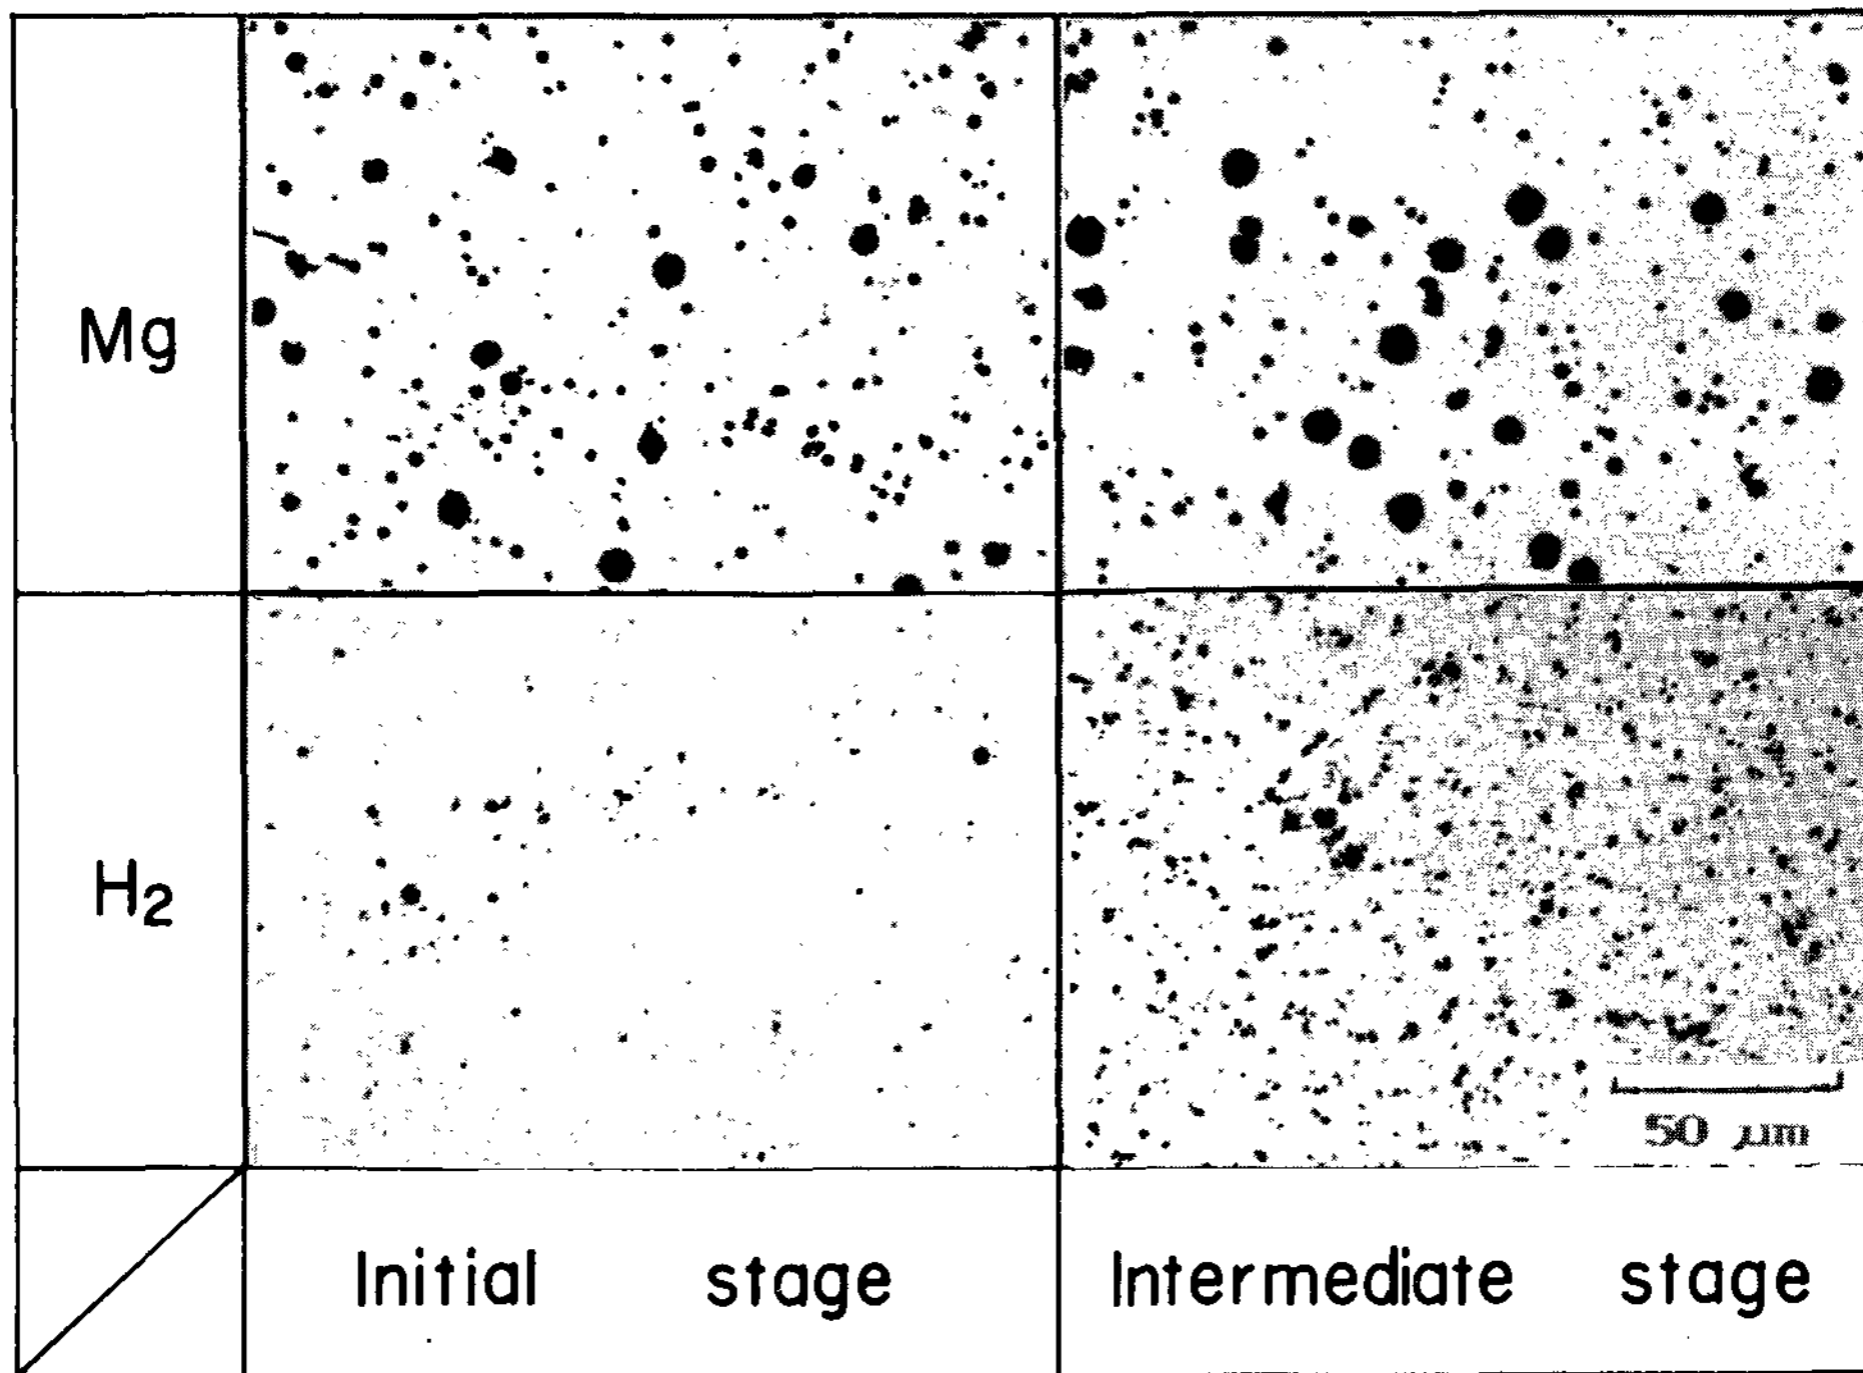 Mg
H₂
50 μm
Initial stage
Intermediate stage